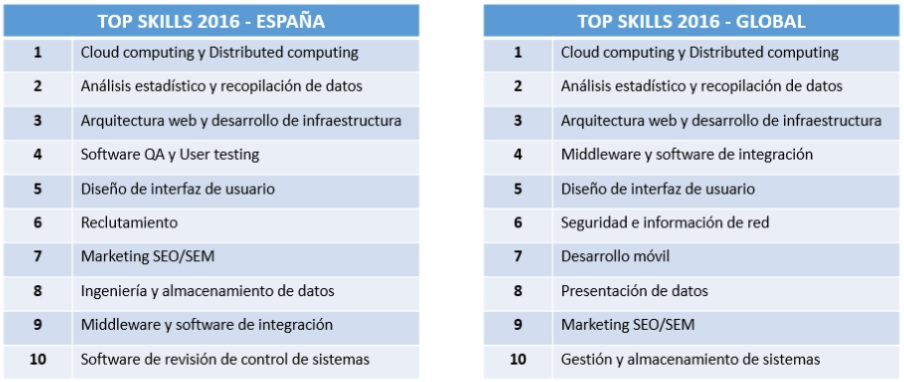 TOP SKILLS 2016 - ESPAÑA
1 Cloud computing y Distributed computing
2 Análisis estadístico y recopilación de datos
3 Arquitectura web y desarrollo de infraestructura
4 Software QA y User testing
5 Diseño de interfaz de usuario
6 Reclutamiento
7 Marketing SEO/SEM
8 Ingeniería y almacenamiento de datos
9 Middleware y software de integración
10 Software de revisión de control de sistemas
TOP SKILLS 2016 - GLOBAL
1 Cloud computing y Distributed computing
2 Análisis estadístico y recopilación de datos
3 Arquitectura web y desarrollo de infraestructura
4 Middleware y software de integración
5 Diseño de interfaz de usuario
6 Seguridad e información de red
7 Desarrollo móvil
8 Presentación de datos
9 Marketing SEO/SEM
10 Gestión y almacenamiento de sistemas